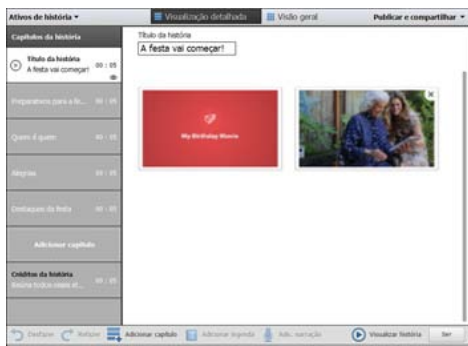 Ativos de história
Visualização detalhada
Visão geral
Publicar e compartilhar
Capítulos da história
Título da história
A festa vai começar!
00 : 05
Preparativos para a fe...
00 : 05
Quem é quem
00 : 05
Alegrias
00 : 05
Destaques da festa
00 : 05
Adicionar capítulo
Créditos da história
00 : 05
Título da história
A festa vai começar!
My Birthday Movie
Desfazer
Refazer
Adicionar capítulo
Adicionar legenda
Adic. narração
Visualizar história
Sair